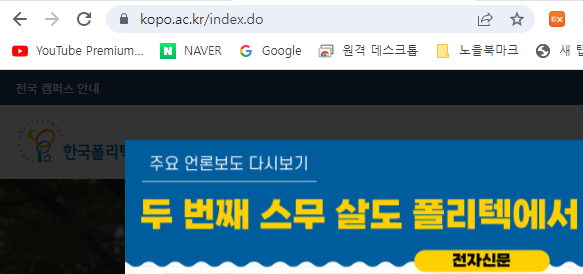 kopo.ac.kr/index.do
YouTube Premium... NAVER Google 원격 데스크톱 노을북마크 새 탭
전국 캠퍼스 안내
한국폴리텍
주요 언론보도 다시보기
두 번째 스무 살도 폴리텍에서
전자신문